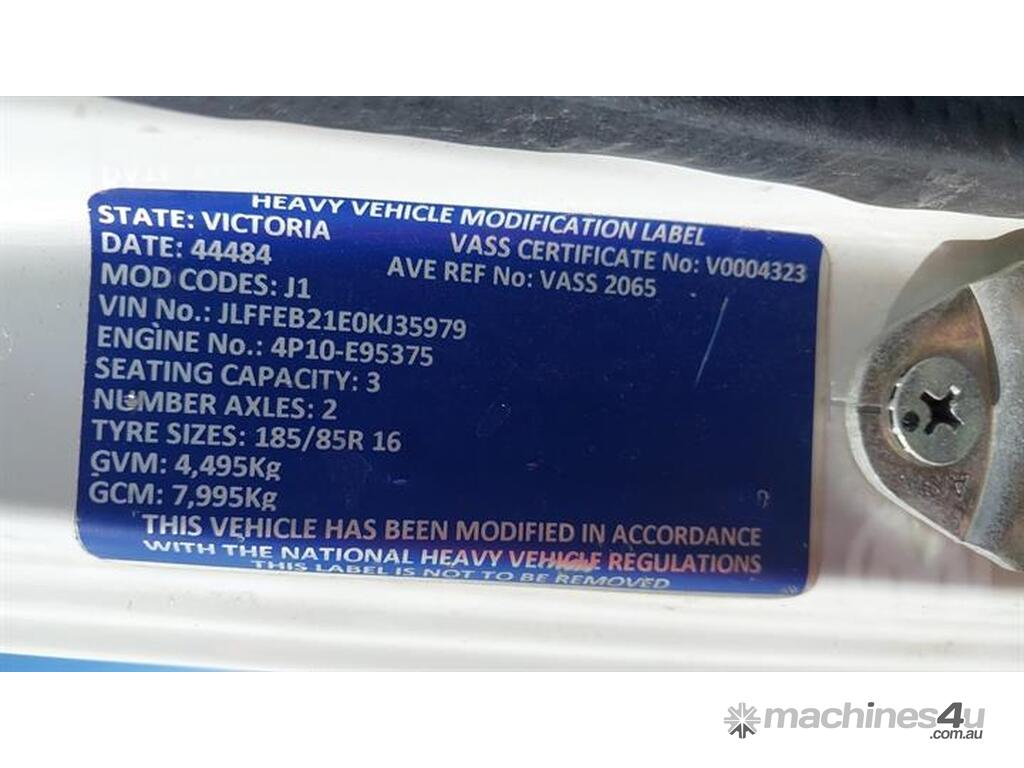 HEAVY VEHICLE MODIFICATION LABEL
STATE: VICTORIA
VASS CERTIFICATE No: V0004323
DATE: 44484
AVE REF No: VASS 2065
MOD CODES: J1
VIN No.: JLFFEB21E0KJ35979
ENGINE No.: 4P10-E95375
SEATING CAPACITY: 3
NUMBER AXLES: 2
TYRE SIZES: 185/85R 16
GVM: 4,495Kg
GCM: 7,995Kg
THIS VEHICLE HAS BEEN MODIFIED IN ACCORDANCE
WITH THE NATIONAL HEAVY VEHICLE REGULATIONS
THIS LABEL IS NOT TO BE REMOVED
machines4u
.com.au